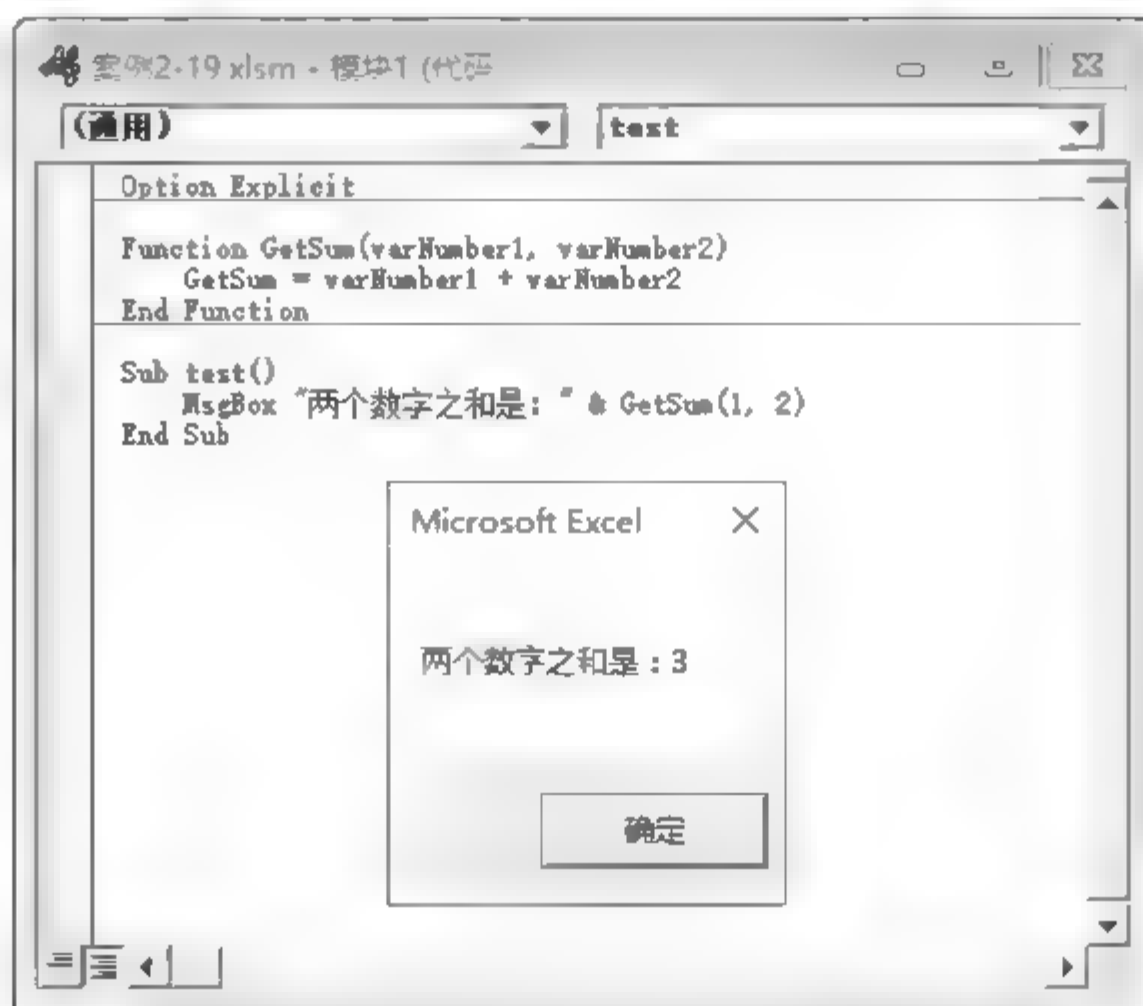 案例2-19.xlsm - 模块1 (代码
(通用)
test
Option Explicit
Function GetSum(varNumber1, varNumber2)
GetSum = varNumber1 + varNumber2
End Function
Sub test()
MsgBox "两个数字之和是：" & GetSum(1, 2)
End Sub
Microsoft Excel
两个数字之和是：3
确定